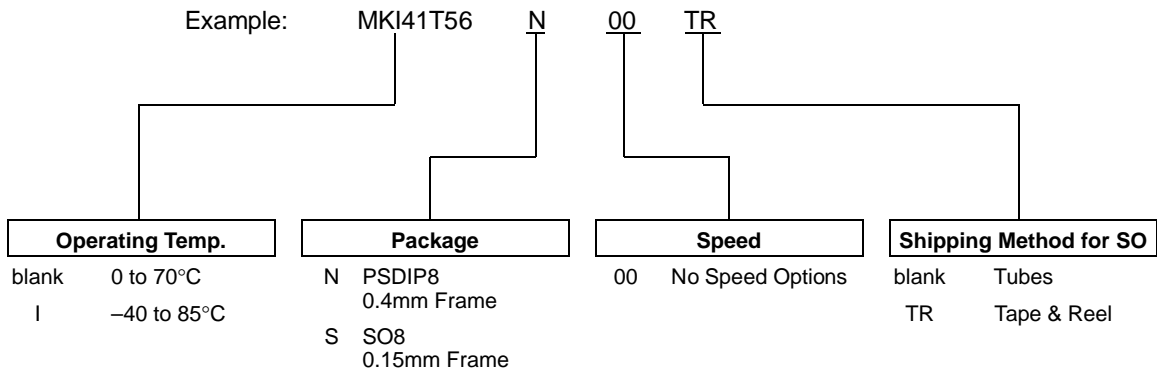 Example: MKI41T56 N 00 TR
Operating Temp.
blank 0 to 70°C
I –40 to 85°C
Package
N PSDIP8
0.4mm Frame
S SO8
0.15mm Frame
Speed
00 No Speed Options
Shipping Method for SO
blank Tubes
TR Tape & Reel